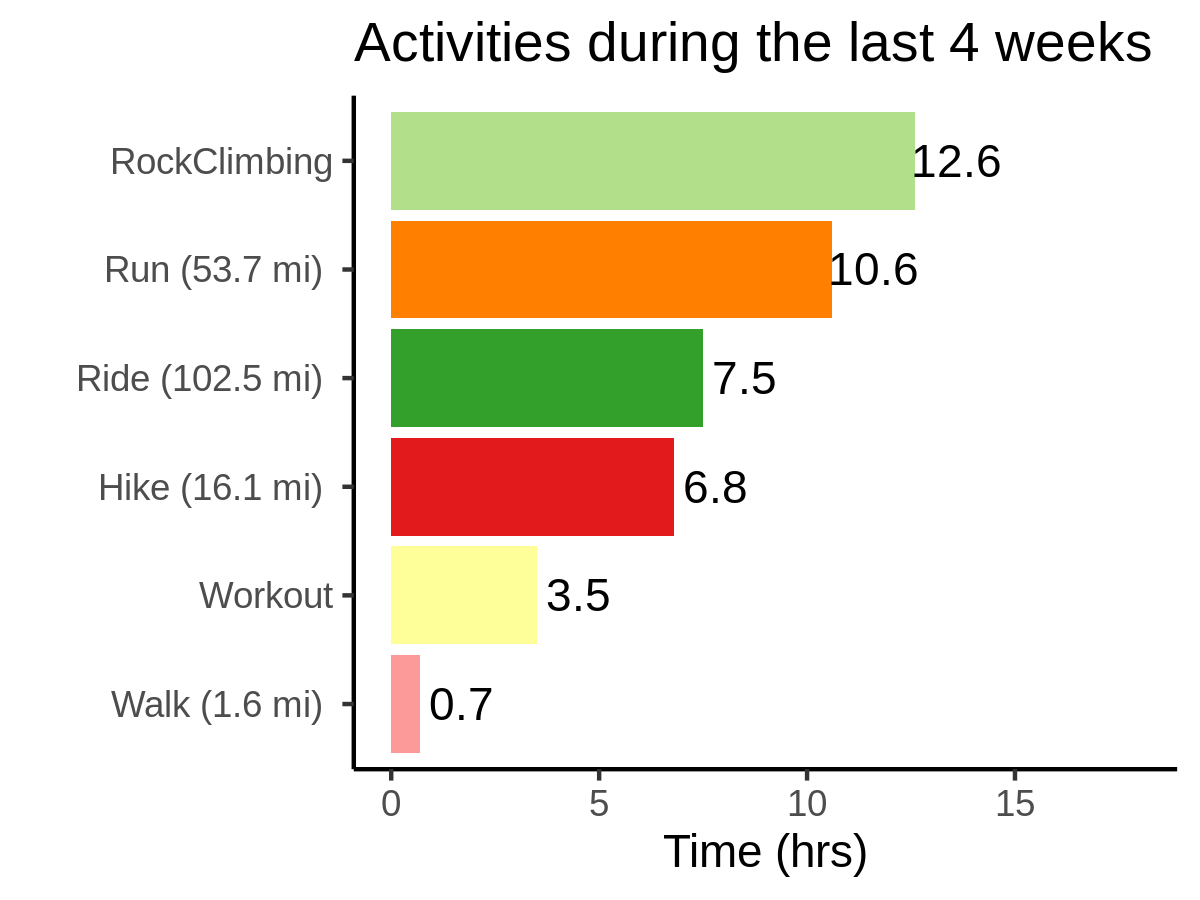 Activities during the last 4 weeks
RockClimbing 12.6
Run (53.7 mi) 10.6
Ride (102.5 mi) 7.5
Hike (16.1 mi) 6.8
Workout 3.5
Walk (1.6 mi) 0.7
0 5 10 15
Time (hrs)